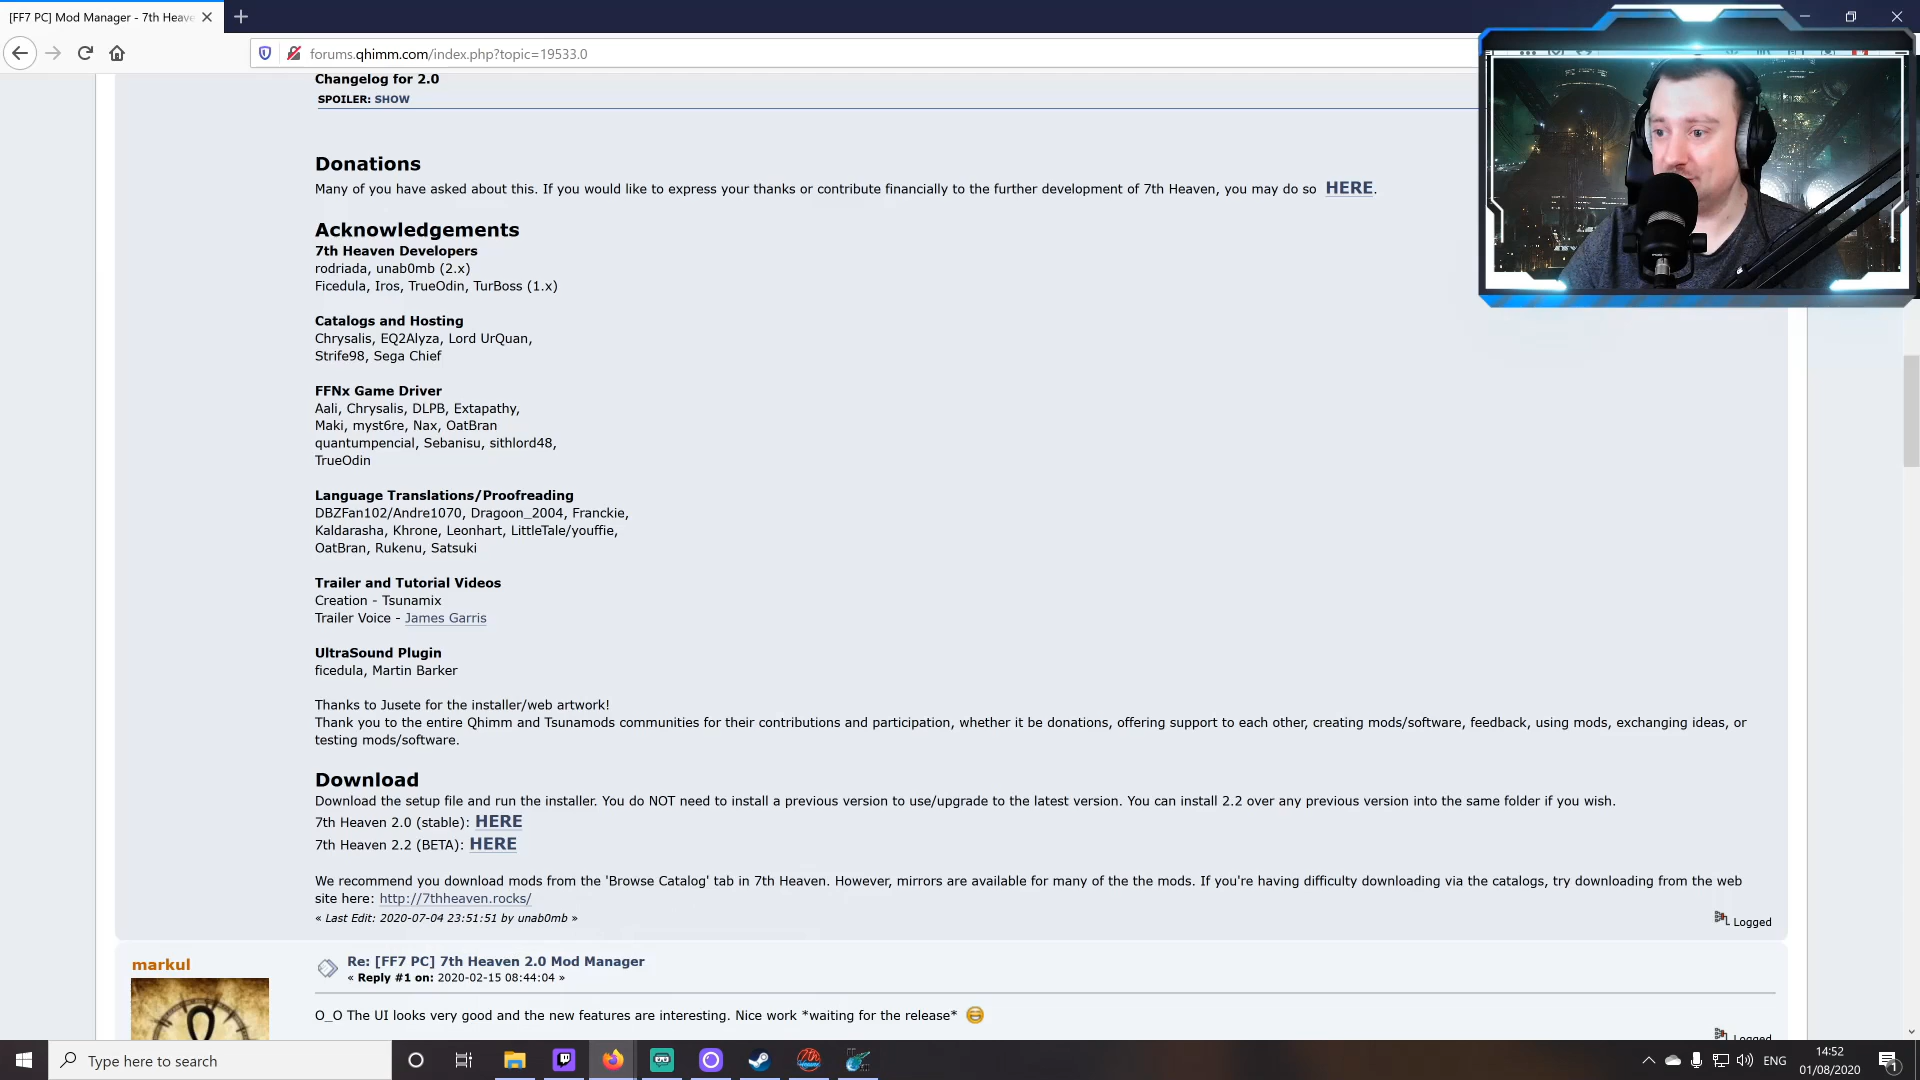 [FF7 PC] Mod Manager - 7th Heave
forums.qhimm.com/index.php?topic=19533.0
Changelog for 2.0
SPOILER: SHOW
Donations
Many of you have asked about this. If you would like to express your thanks or contribute financially to the further development of 7th Heaven, you may do so HERE.
Acknowledgements
7th Heaven Developers
rodriada, unab0mb (2.x)
Ficedula, Iros, TrueOdin, TurBoss (1.x)
Catalogs and Hosting
Chrysalis, EQ2Alyza, Lord UrQuan,
Strife98, Sega Chief
FFNx Game Driver
Aali, Chrysalis, DLPB, Extapathy,
Maki, myst6re, Nax, OatBran
quantumpencial, Sebanisu, sithlord48,
TrueOdin
Language Translations/Proofreading
DBZFan102/Andre1070, Dragoon_2004, Franckie,
Kaldarasha, Khrone, Leonhart, LittleTale/youffie,
OatBran, Rukenu, Satsuki
Trailer and Tutorial Videos
Creation - Tsunamix
Trailer Voice - James Garris
UltraSound Plugin
ficedula, Martin Barker
Thanks to Jusete for the installer/web artwork!
Thank you to the entire Qhimm and Tsunamods communities for their contributions and participation, whether it be donations, offering support to each other, creating mods/software, feedback, using mods, exchanging ideas, or
testing mods/software.
Download
Download the setup file and run the installer. You do NOT need to install a previous version to use/upgrade to the latest version. You can install 2.2 over any previous version into the same folder if you wish.
7th Heaven 2.0 (stable): HERE
7th Heaven 2.2 (BETA): HERE
We recommend you download mods from the 'Browse Catalog' tab in 7th Heaven. However, mirrors are available for many of the the mods. If you're having difficulty downloading via the catalogs, try downloading from the web
site here: http://7thheaven.rocks/
« Last Edit: 2020-07-04 23:51:51 by unab0mb »
Logged
markul
Re: [FF7 PC] 7th Heaven 2.0 Mod Manager
« Reply #1 on: 2020-02-15 08:44:04 »
O_O The UI looks very good and the new features are interesting. Nice work *waiting for the release*
Logged
Type here to search
ENG
14:52
01/08/2020
1